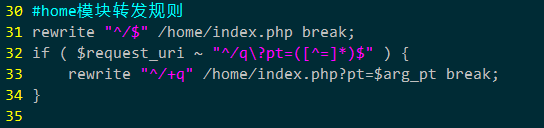 30 #home模块转发规则
31 rewrite "^/$" /home/index.php break;
32 if ( $request_uri ~ "^/q\?pt=([^=]*)$" ) {
33     rewrite "^/+q" /home/index.php?pt=$arg_pt break;
34 }
35